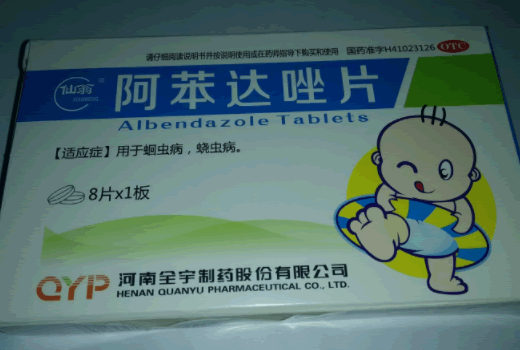 请仔细阅读说明书并按说明使用或在药师指导下购买和使用 国药准字H41023126 OTC
仙翁
阿苯达唑片
Albendazole Tablets
【适应症】用于蛔虫病，蛲虫病。
8片x1板
QYP 河南全宇制药股份有限公司
HENAN QUANYU PHARMACEUTICAL CO., LTD.